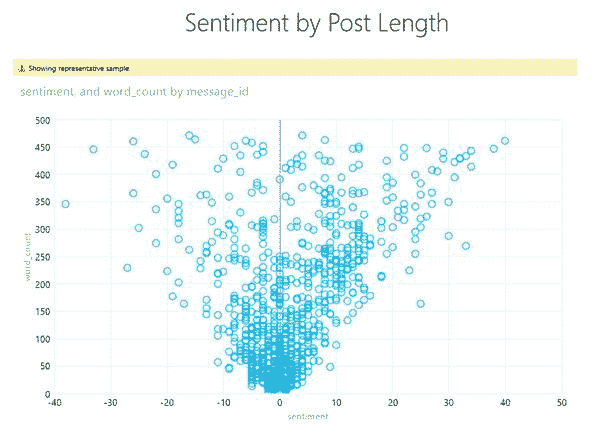 Sentiment by Post Length
Showing representative sample.
sentiment, and word_count by message_id
500
450
400
350
300
250
200
150
100
50
0
word_count
-40 -30 -20 -10 0 10 20 30 40 50
sentiment